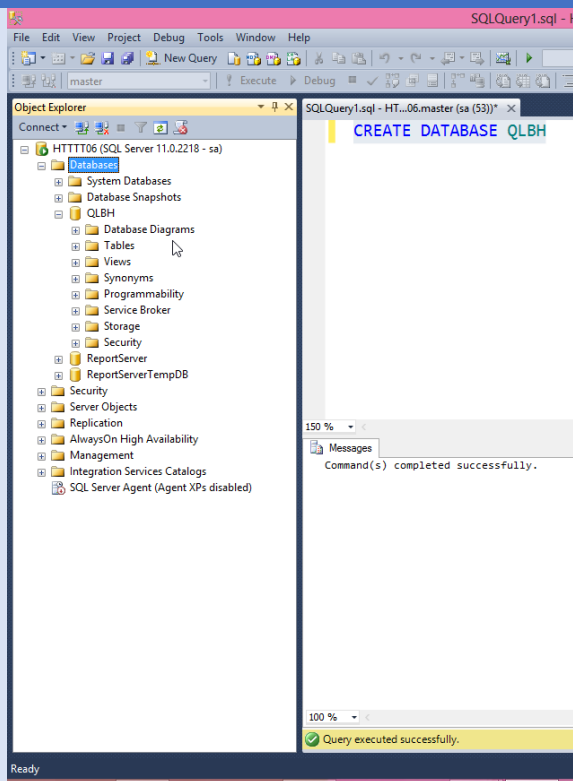 SQLQuery1.sql - H
File Edit View Project Debug Tools Window Help
New Query
master Execute Debug
Object Explorer
Connect
HTTTT06 (SQL Server 11.0.2218 - sa)
Databases
System Databases
Database Snapshots
QLBH
Database Diagrams
Tables
Views
Synonyms
Programmability
Service Broker
Storage
Security
ReportServer
ReportServerTempDB
Security
Server Objects
Replication
AlwaysOn High Availability
Management
Integration Services Catalogs
SQL Server Agent (Agent XPs disabled)
SQLQuery1.sql - HT...06.master (sa (53))*
CREATE DATABASE QLBH
150 %
Messages
Command(s) completed successfully.
100 %
Query executed successfully.
Ready